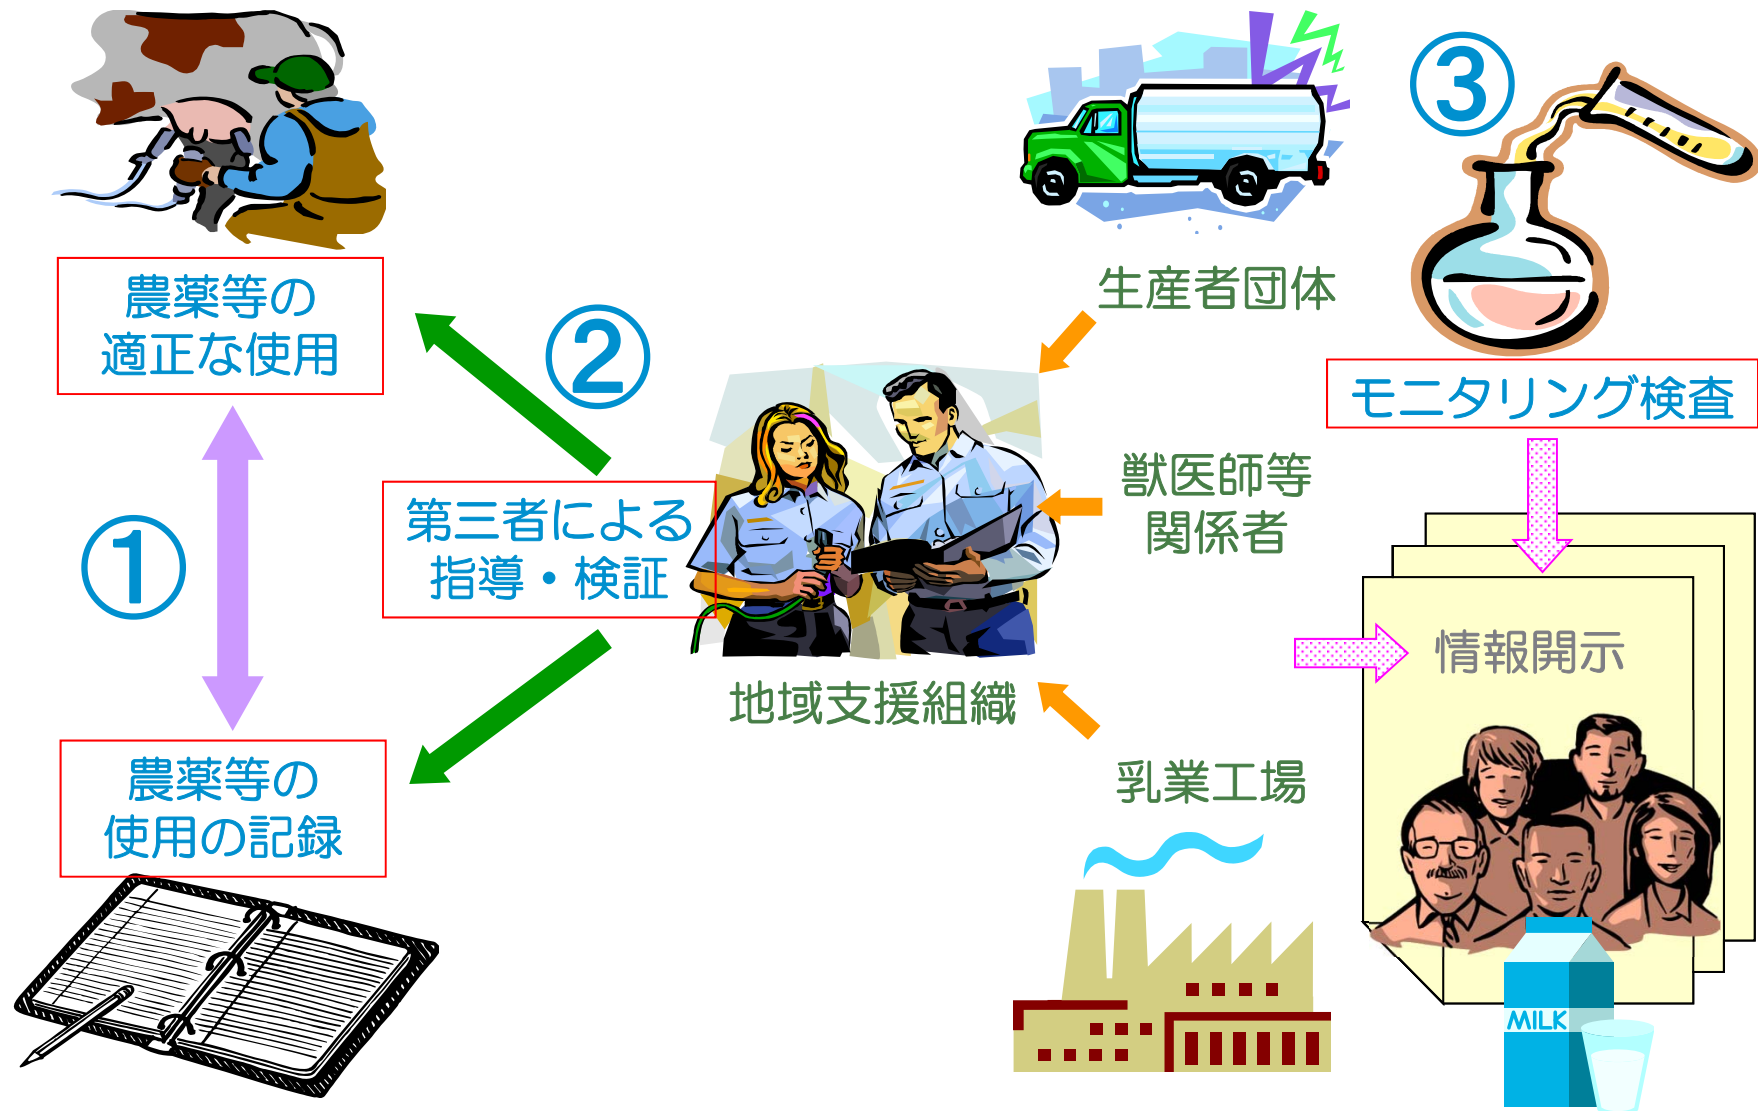 ①
農薬等の
適正な使用
農薬等の
使用の記録
②
第三者による
指導・検証
地域支援組織
生産者団体
獣医師等
関係者
乳業工場
③
モニタリング検査
情報開示
MILK